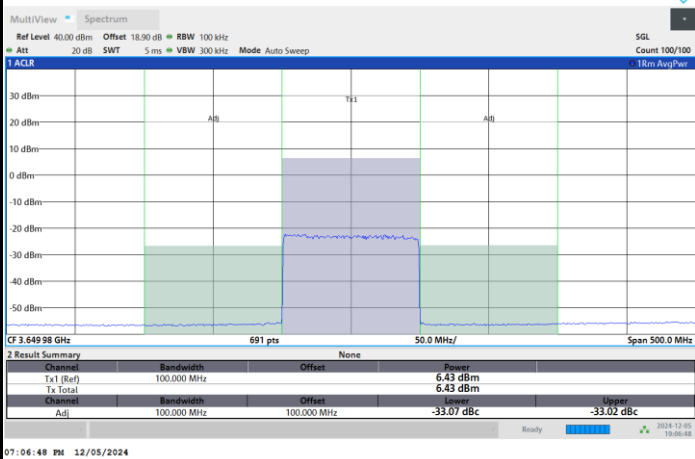 MultiView Spectrum
Ref Level 40.00 dBm Offset 18.90 dB RBW 100 kHz SGL
Att 20 dB SWT 5 ms VBW 300 kHz Mode Auto Sweep Count 100/100
1 ACLR 1Rm AvgPwr
30 dBm
Tx1
20 dBm
Adj Adj
10 dBm
0 dBm
-10 dBm
-20 dBm
-30 dBm
-40 dBm
-50 dBm
CF 3.649 98 GHz 691 pts 50.0 MHz/ Span 500.0 MHz
2 Result Summary None
Channel Bandwidth Offset Power
Tx1 (Ref) 100.000 MHz 6.43 dBm
Tx Total 6.43 dBm
Channel Bandwidth Offset Lower Upper
Adj 100.000 MHz 100.000 MHz -33.07 dBc -33.02 dBc
Ready 2024-12-05
19:06:48
07:06:48 PM 12/05/2024